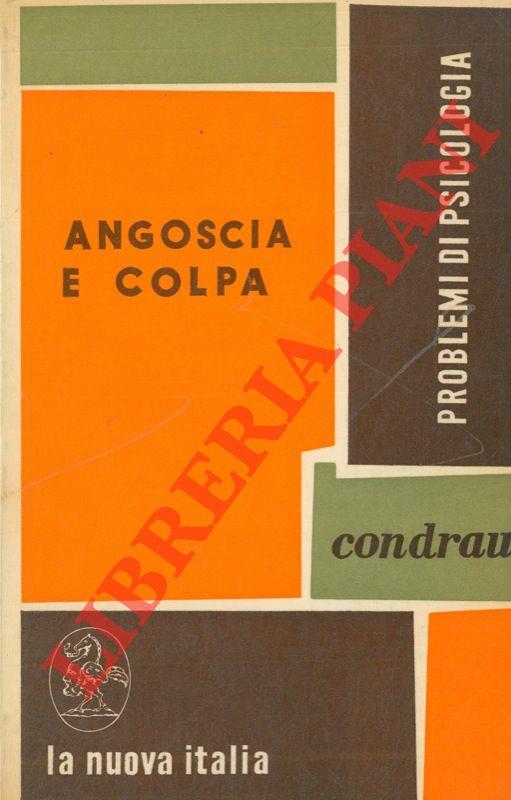 ANGOSCIA
E COLPA
PROBLEMI DI PSICOLOGIA
condrau
la nuova italia
LIBRERIA PIANI